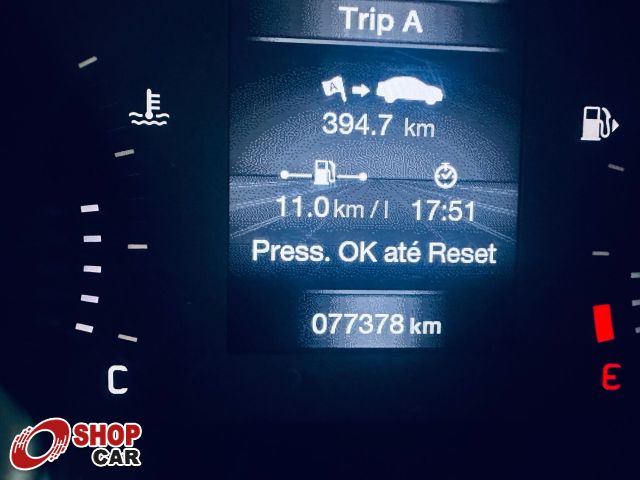 Trip A
A
394.7 km
11.0 km / l 17:51
Press. OK até Reset
077378 km
C
E
SHOP
CAR